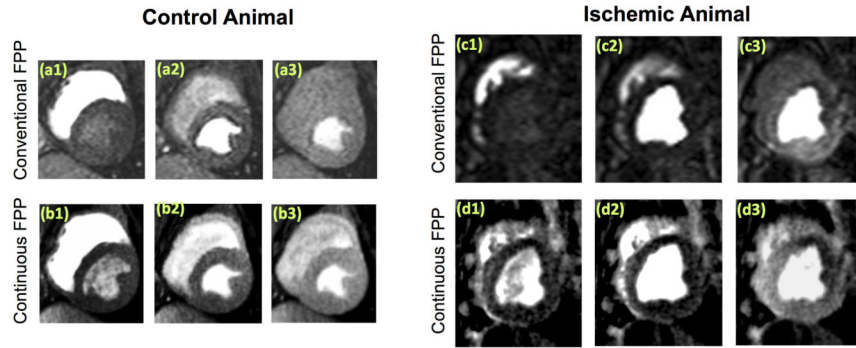 Control Animal
Ischemic Animal
Conventional FPP
(a1)
(a2)
(a3)
Conventional FPP
(c1)
(c2)
(c3)
Continuous FPP
(b1)
(b2)
(b3)
Continuous FPP
(d1)
(d2)
(d3)